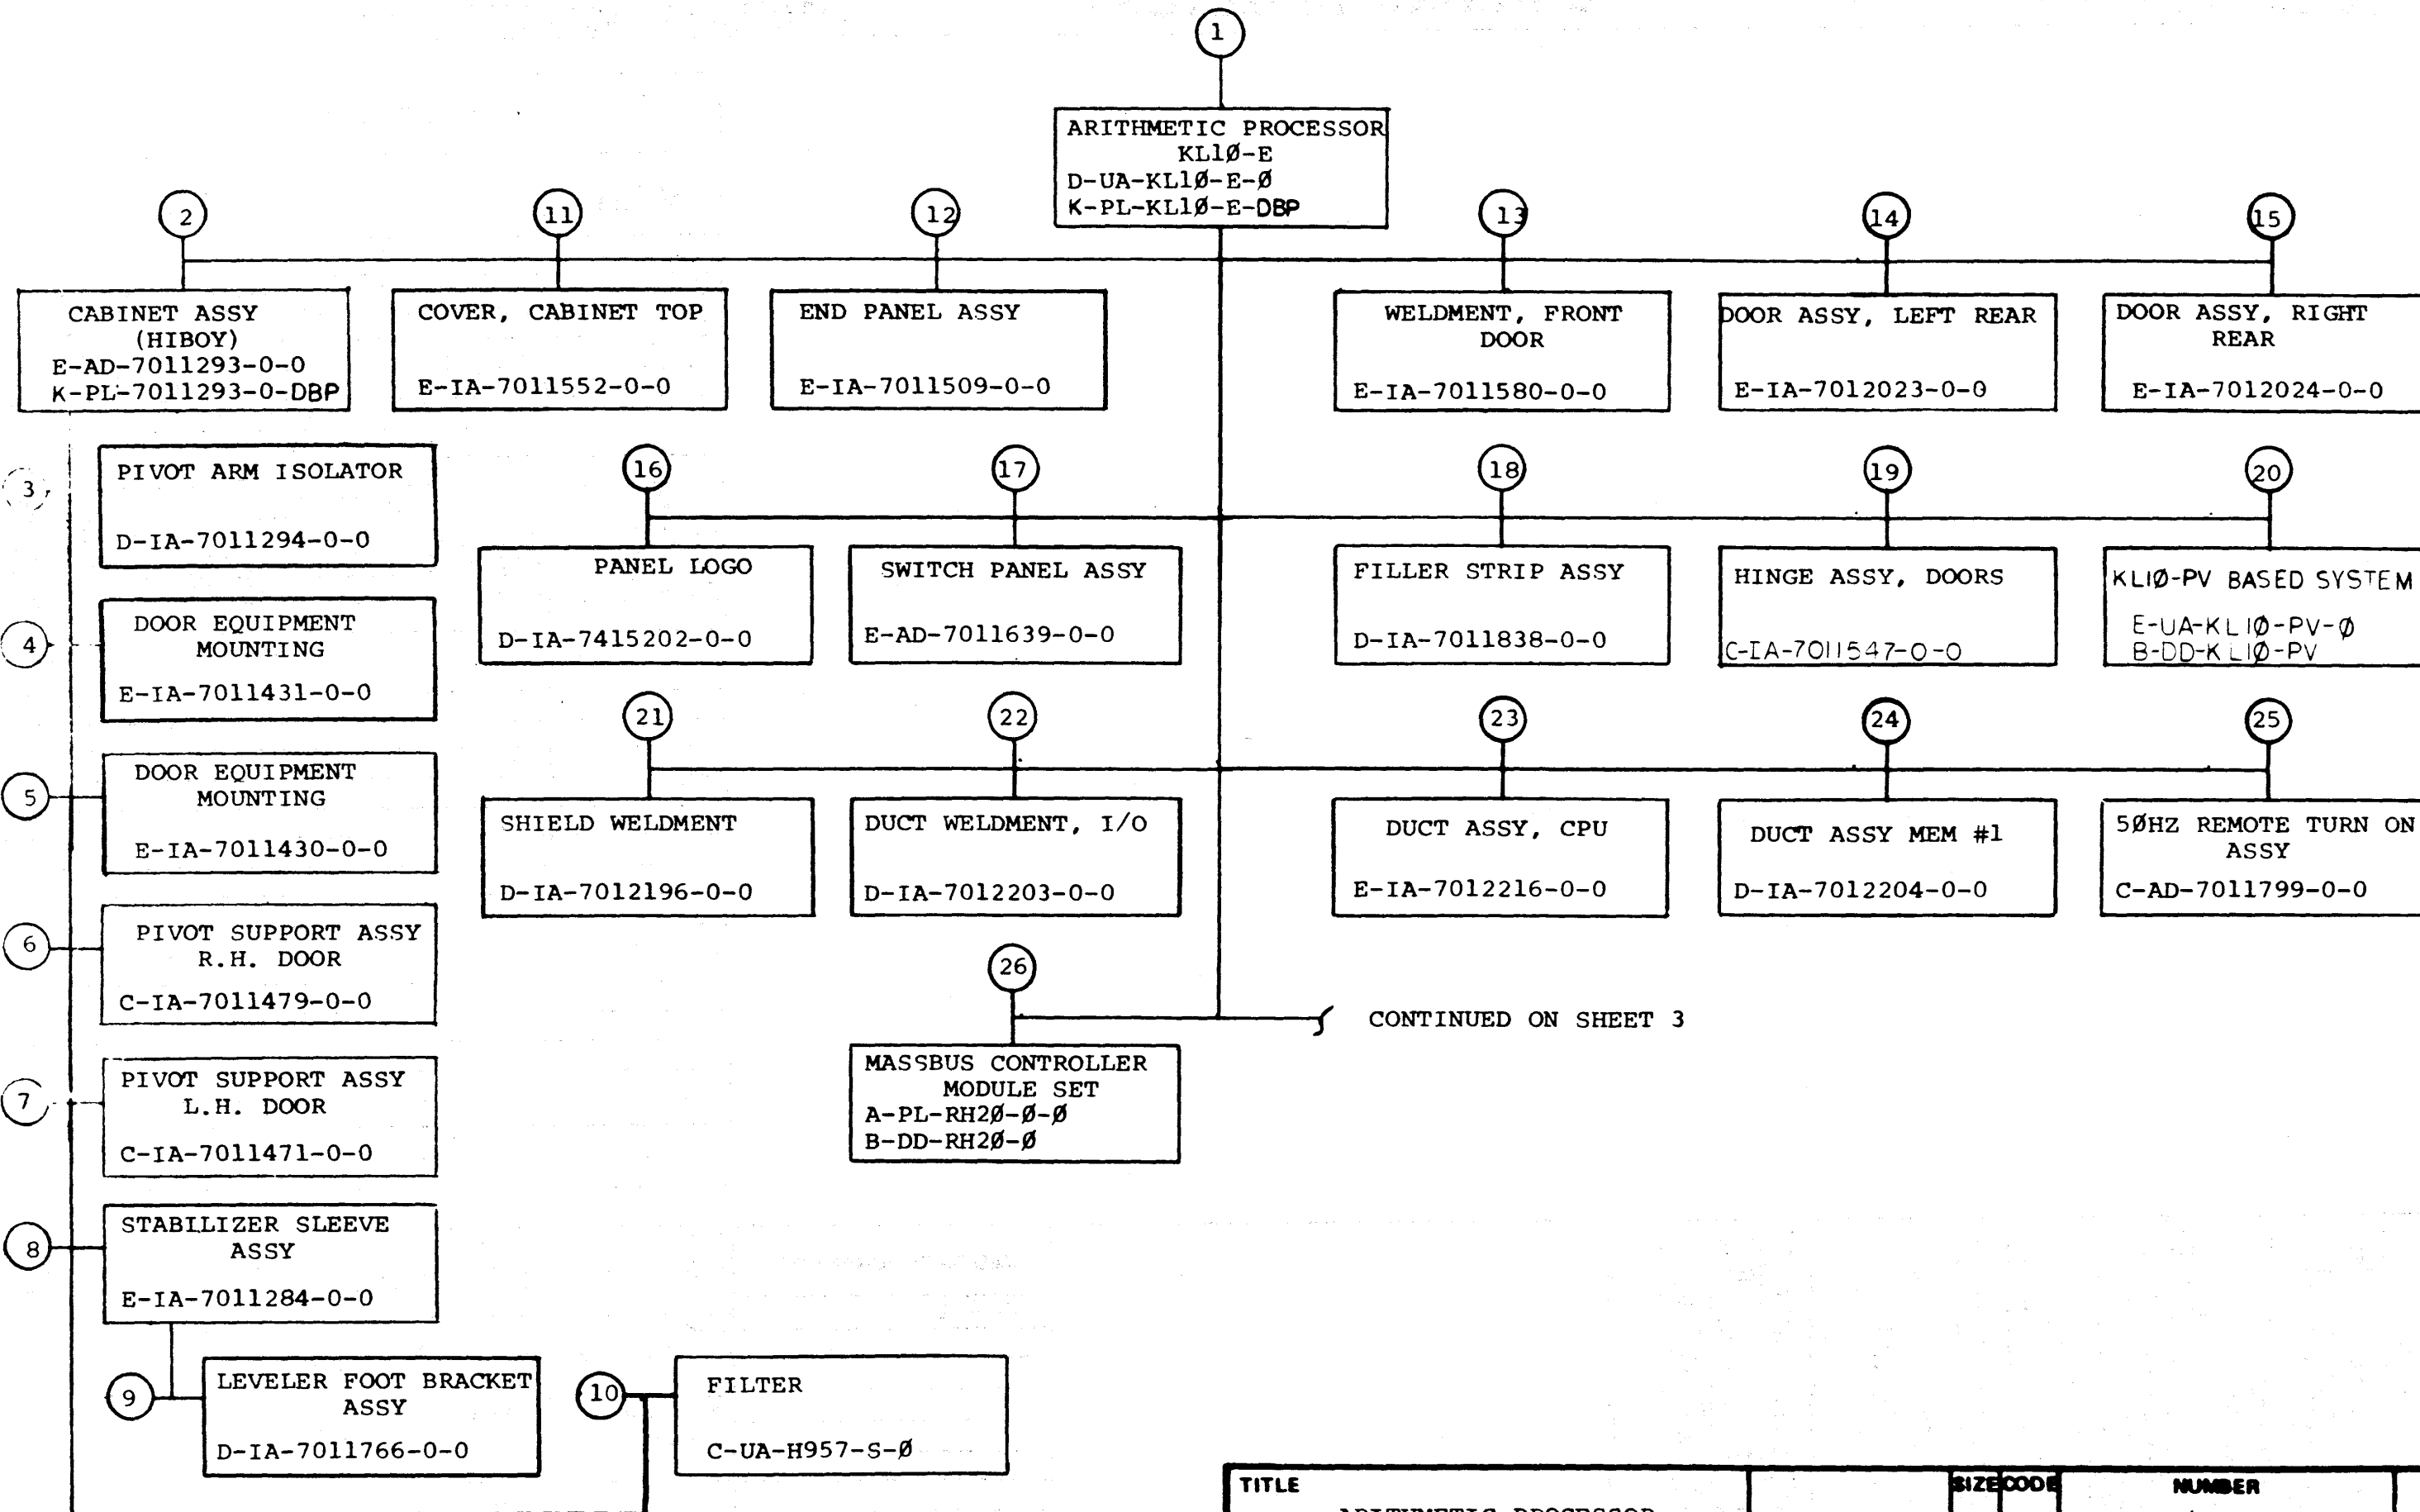 1
ARITHMETIC PROCESSOR
KL1Ø-E
D-UA-KL1Ø-E-Ø
K-PL-KL1Ø-E-DBP
2
CABINET ASSY
(HIBOY)
E-AD-7011293-0-0
K-PL-7011293-0-DBP
11
COVER, CABINET TOP
E-IA-7011552-0-0
12
END PANEL ASSY
E-IA-7011509-0-0
13
WELDMENT, FRONT
DOOR
E-IA-7011580-0-0
14
DOOR ASSY, LEFT REAR
E-IA-7012023-0-0
15
DOOR ASSY, RIGHT
REAR
E-IA-7012024-0-0
3
PIVOT ARM ISOLATOR
D-IA-7011294-0-0
16
PANEL LOGO
D-IA-7415202-0-0
17
SWITCH PANEL ASSY
E-AD-7011639-0-0
18
FILLER STRIP ASSY
D-IA-7011838-0-0
19
HINGE ASSY, DOORS
C-IA-7011547-0-0
20
KL1Ø-PV BASED SYSTEM
E-UA-KL1Ø-PV-Ø
B-DD-KL1Ø-PV
4
DOOR EQUIPMENT
MOUNTING
E-IA-7011431-0-0
5
DOOR EQUIPMENT
MOUNTING
E-IA-7011430-0-0
21
SHIELD WELDMENT
D-IA-7012196-0-0
22
DUCT WELDMENT, I/O
D-IA-7012203-0-0
23
DUCT ASSY, CPU
E-IA-7012216-0-0
24
DUCT ASSY MEM #1
D-IA-7012204-0-0
25
5ØHZ REMOTE TURN ON
ASSY
C-AD-7011799-0-0
6
PIVOT SUPPORT ASSY
R.H. DOOR
C-IA-7011479-0-0
26
MASSBUS CONTROLLER
MODULE SET
A-PL-RH2Ø-Ø-Ø
B-DD-RH2Ø-Ø
CONTINUED ON SHEET 3
7
PIVOT SUPPORT ASSY
L.H. DOOR
C-IA-7011471-0-0
8
STABILIZER SLEEVE
ASSY
E-IA-7011284-0-0
9
LEVELER FOOT BRACKET
ASSY
D-IA-7011766-0-0
10
FILTER
C-UA-H957-S-Ø
TITLE
ARITHMETIC PROCESSOR
SIZE CODE
NUMBER